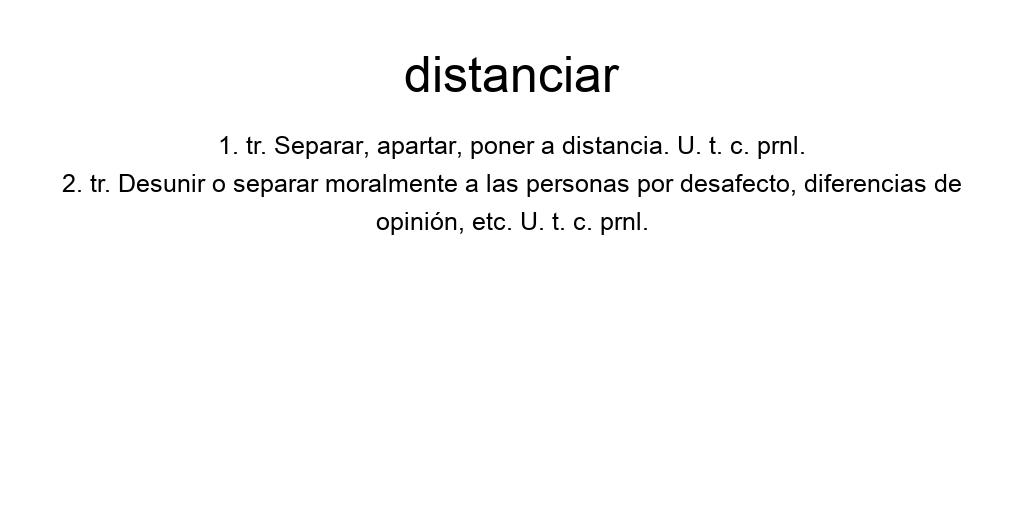 distanciar
1. tr. Separar, apartar, poner a distancia. U. t. c. prnl.
2. tr. Desunir o separar moralmente a las personas por desafecto, diferencias de
opinión, etc. U. t. c. prnl.